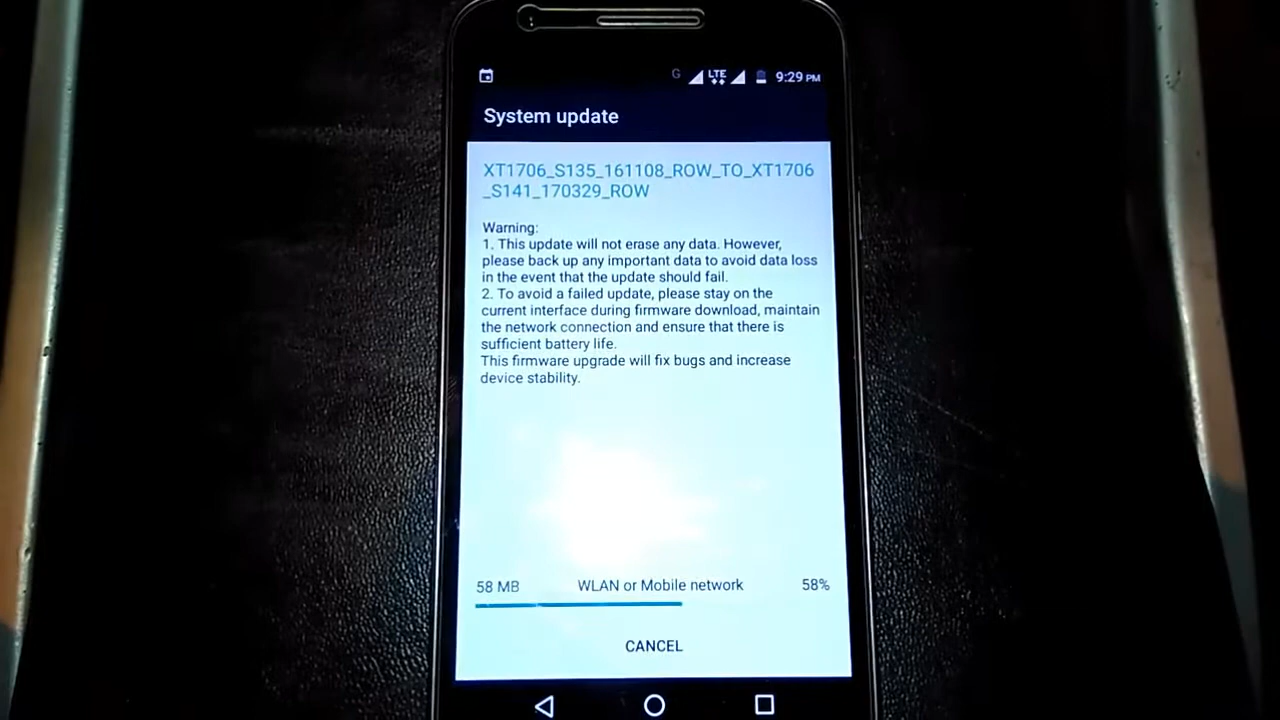 G LTE 9:29 PM
System update
XT1706_S135_161108_ROW_TO_XT1706
_S141_170329_ROW
Warning:
1. This update will not erase any data. However,
please back up any important data to avoid data loss
in the event that the update should fail.
2. To avoid a failed update, please stay on the
current interface during firmware download, maintain
the network connection and ensure that there is
sufficient battery life.
This firmware upgrade will fix bugs and increase
device stability.
58 MB WLAN or Mobile network 58%
CANCEL